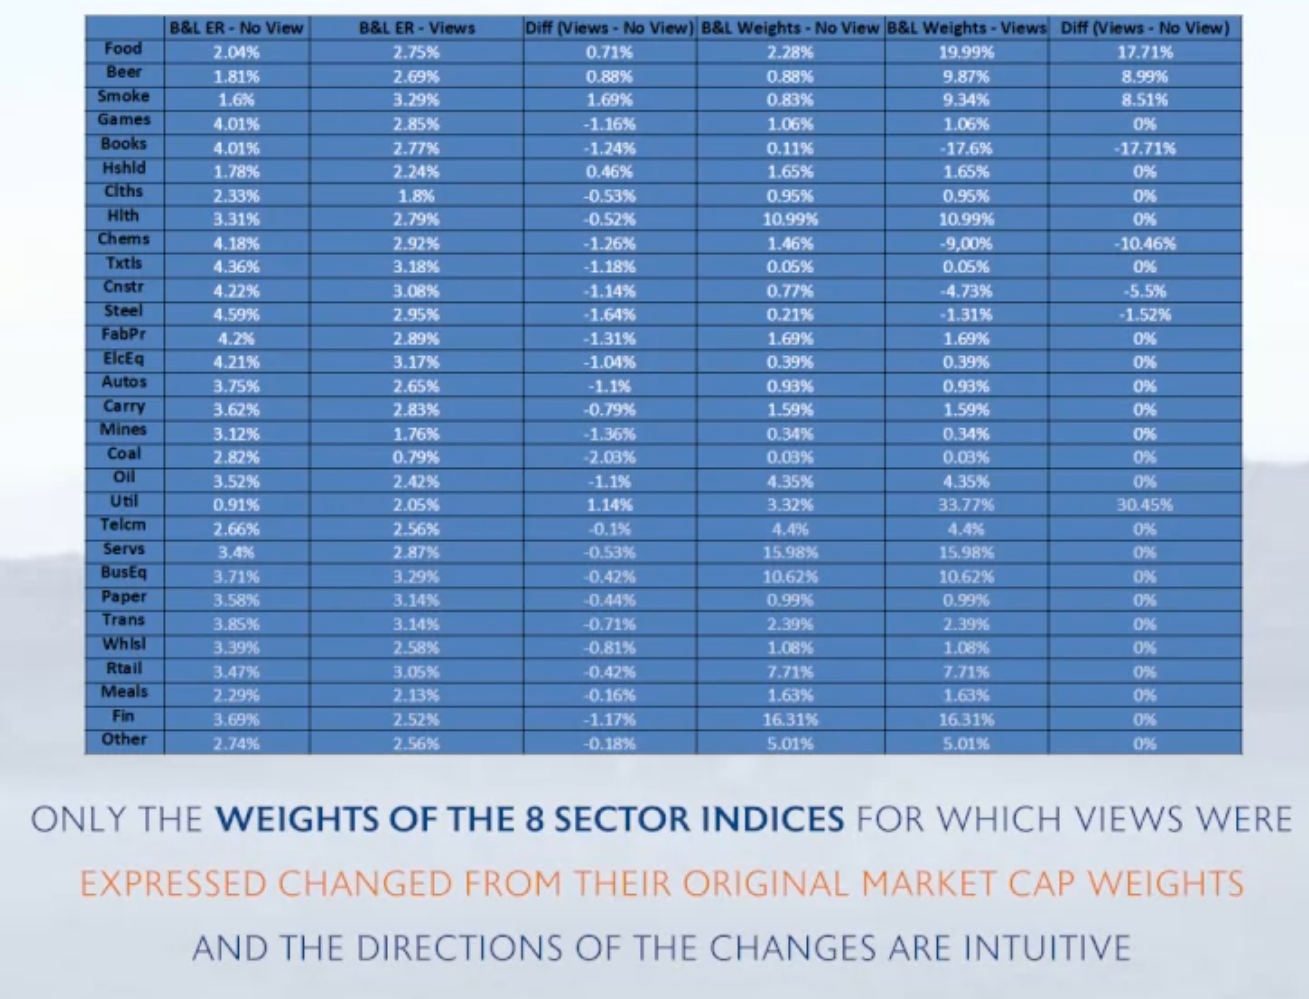 B&L ER - No View B&L ER - Views Diff (Views - No View) B&L Weights - No View B&L Weights - Views Diff (Views - No View)
Food 2.04% 2.75% 0.71% 2.28% 19.99% 17.71%
Beer 1.81% 2.69% 0.88% 0.88% 9.87% 8.99%
Smoke 1.6% 3.29% 1.69% 0.83% 9.34% 8.51%
Games 4.01% 2.85% -1.16% 1.06% 1.06% 0%
Books 4.01% 2.77% -1.24% 0.11% -17.6% -17.71%
Hshld 1.78% 2.24% 0.46% 1.65% 1.65% 0%
Clths 2.33% 1.8% -0.53% 0.95% 0.95% 0%
Hlth 3.31% 2.79% -0.52% 10.99% 10.99% 0%
Chems 4.18% 2.92% -1.26% 1.46% -9,00% -10.46%
Txtls 4.36% 3.18% -1.18% 0.05% 0.05% 0%
Cnstr 4.22% 3.08% -1.14% 0.77% -4.73% -5.5%
Steel 4.59% 2.95% -1.64% 0.21% -1.31% -1.52%
FabPr 4.2% 2.89% -1.31% 1.69% 1.69% 0%
ElcEq 4.21% 3.17% -1.04% 0.39% 0.39% 0%
Autos 3.75% 2.65% -1.1% 0.93% 0.93% 0%
Carry 3.62% 2.83% -0.79% 1.59% 1.59% 0%
Mines 3.12% 1.76% -1.36% 0.34% 0.34% 0%
Coal 2.82% 0.79% -2.03% 0.03% 0.03% 0%
Oil 3.52% 2.42% -1.1% 4.35% 4.35% 0%
Util 0.91% 2.05% 1.14% 3.32% 33.77% 30.45%
Telcm 2.66% 2.56% -0.1% 4.4% 4.4% 0%
Servs 3.4% 2.87% -0.53% 15.98% 15.98% 0%
BusEq 3.71% 3.29% -0.42% 10.62% 10.62% 0%
Paper 3.58% 3.14% -0.44% 0.99% 0.99% 0%
Trans 3.85% 3.14% -0.71% 2.39% 2.39% 0%
Whlsl 3.39% 2.58% -0.81% 1.08% 1.08% 0%
Rtail 3.47% 3.05% -0.42% 7.71% 7.71% 0%
Meals 2.29% 2.13% -0.16% 1.63% 1.63% 0%
Fin 3.69% 2.52% -1.17% 16.31% 16.31% 0%
Other 2.74% 2.56% -0.18% 5.01% 5.01% 0%
ONLY THE WEIGHTS OF THE 8 SECTOR INDICES FOR WHICH VIEWS WERE
EXPRESSED CHANGED FROM THEIR ORIGINAL MARKET CAP WEIGHTS
AND THE DIRECTIONS OF THE CHANGES ARE INTUITIVE